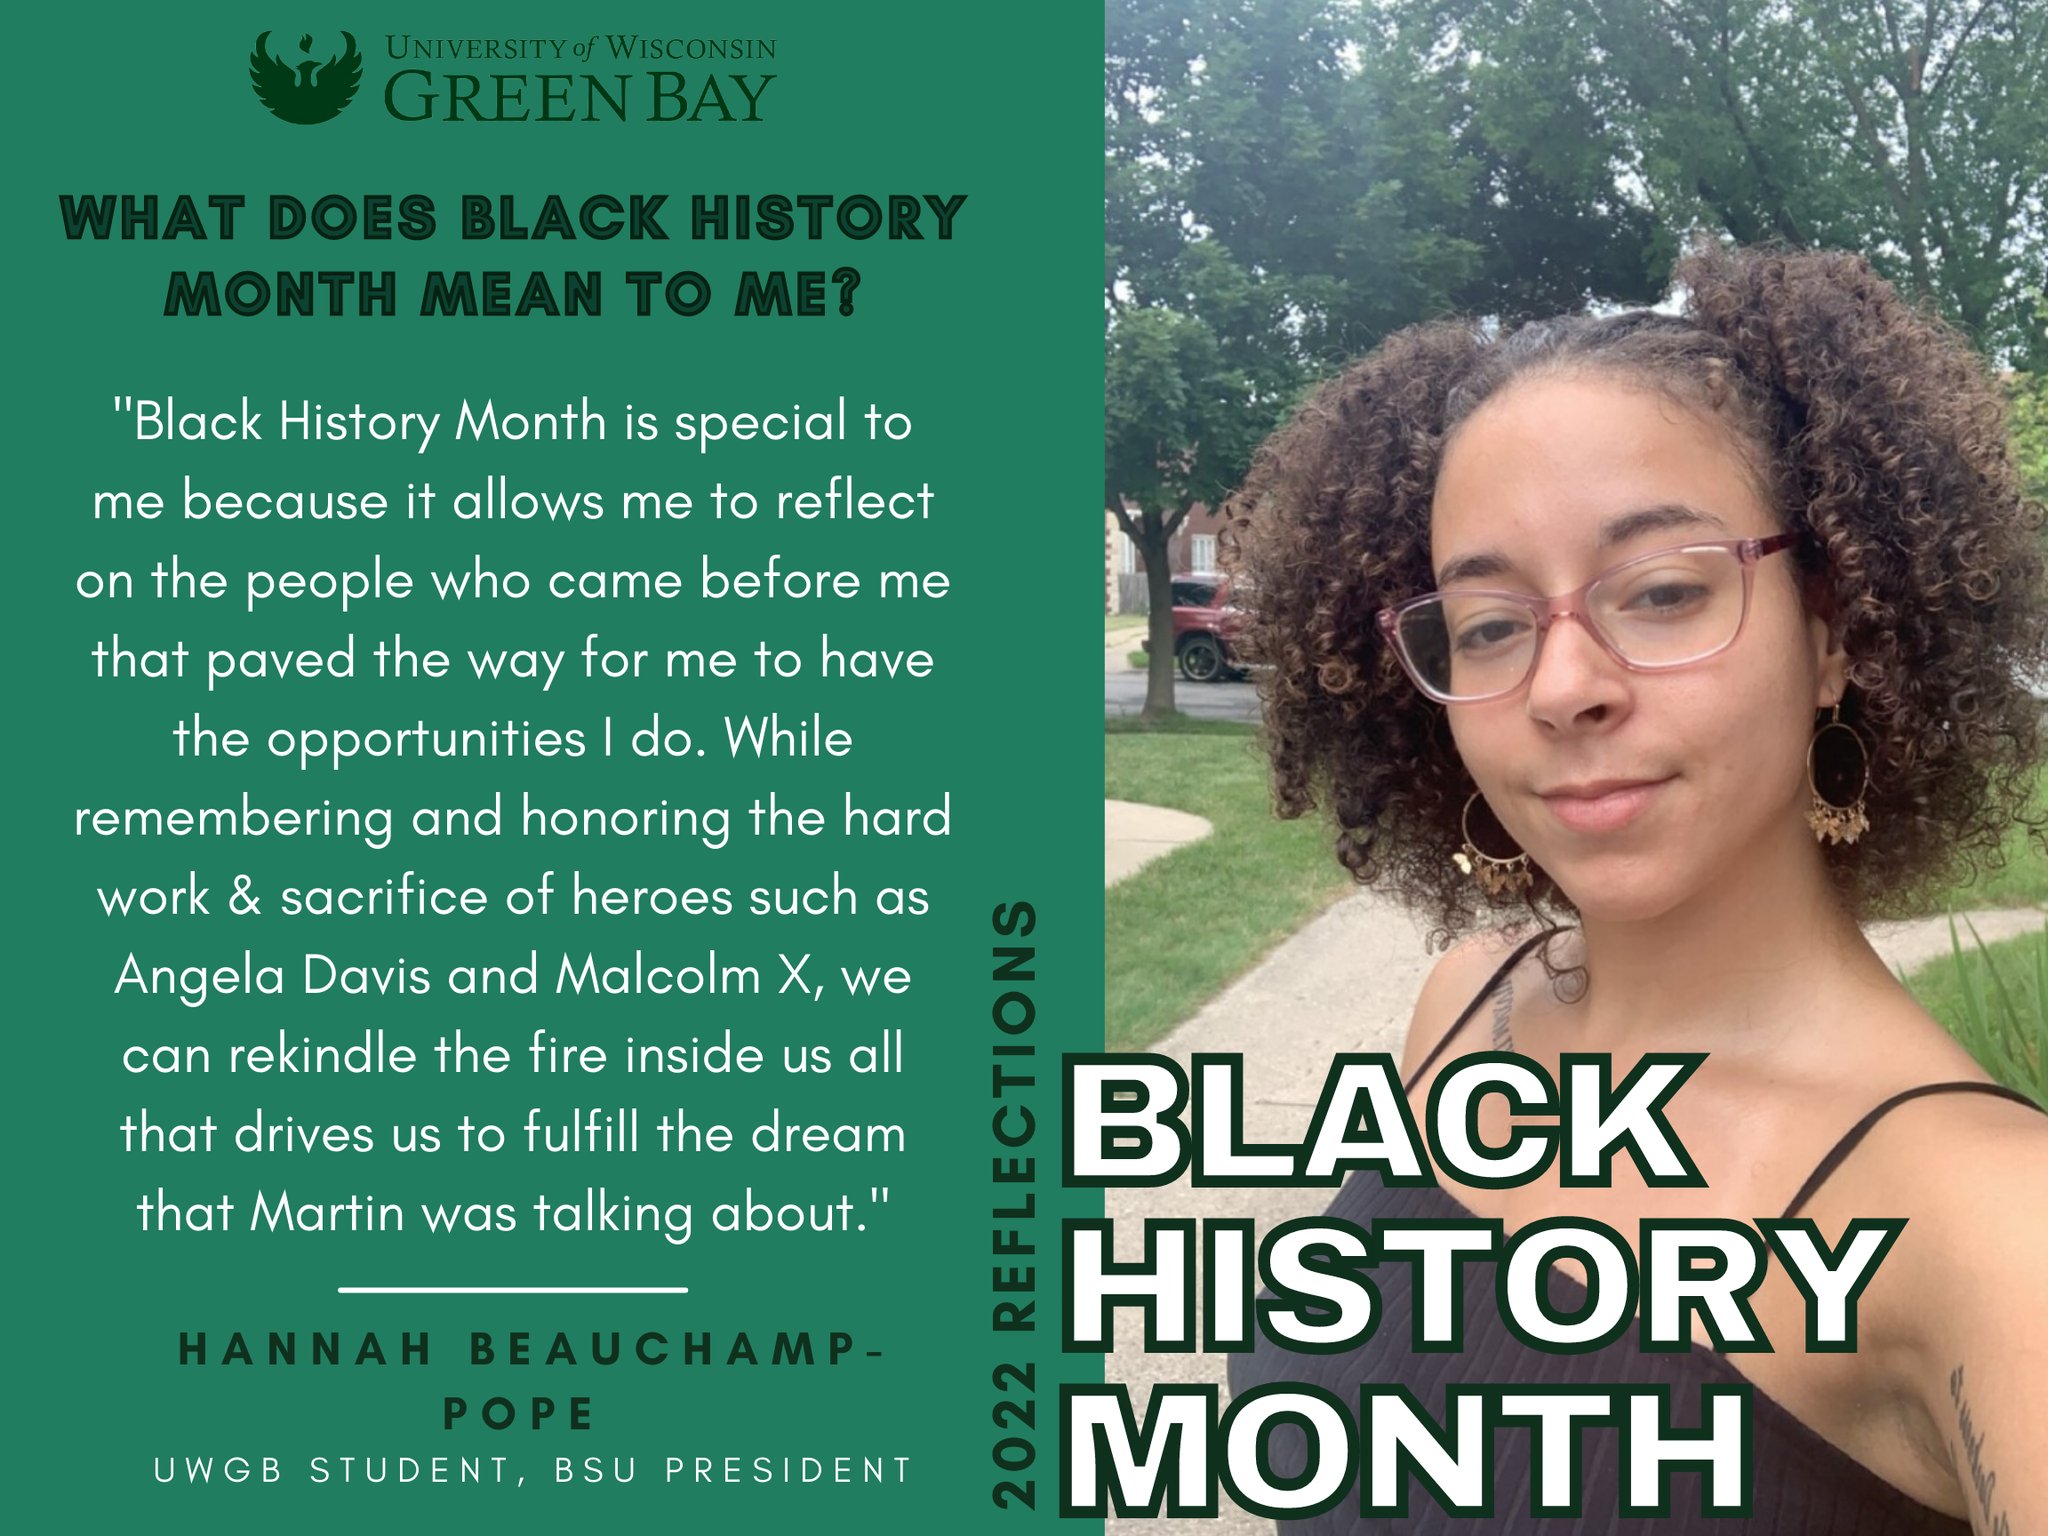 UNIVERSITY of WISCONSIN
GREEN BAY
WHAT DOES BLACK HISTORY
MONTH MEAN TO ME?
"Black History Month is special to
me because it allows me to reflect
on the people who came before me
that paved the way for me to have
the opportunities I do. While
remembering and honoring the hard
work & sacrifice of heroes such as
Angela Davis and Malcolm X, we
can rekindle the fire inside us all
that drives us to fulfill the dream
that Martin was talking about."
HANNAH BEAUCHAMP-
POPE
UWGB STUDENT, BSU PRESIDENT
2022 REFLECTIONS
BLACK
HISTORY
MONTH